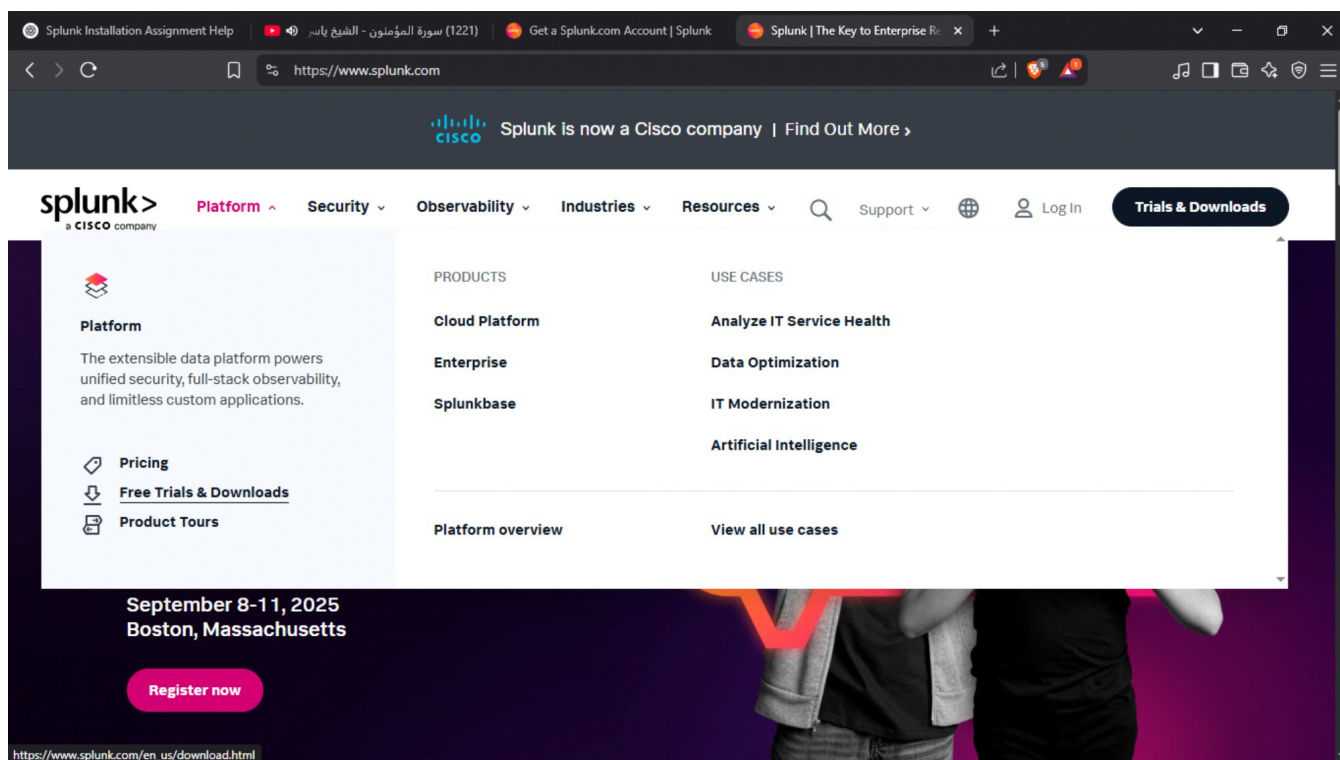 Splunk Installation Assignment Help
(1221) سورة المؤمنون - الشيخ ياسر
Get a Splunk.com Account | Splunk
Splunk | The Key to Enterprise Re
https://www.splunk.com
5
1
CISCO Splunk is now a Cisco company | Find Out More >
splunk>
a CISCO company
Platform
Security
Observability
Industries
Resources
Support
Log In
Trials & Downloads
Platform
The extensible data platform powers
unified security, full-stack observability,
and limitless custom applications.
Pricing
Free Trials & Downloads
Product Tours
PRODUCTS
Cloud Platform
Enterprise
Splunkbase
Platform overview
USE CASES
Analyze IT Service Health
Data Optimization
IT Modernization
Artificial Intelligence
View all use cases
September 8-11, 2025
Boston, Massachusetts
Register now
https://www.splunk.com/en_us/download.html